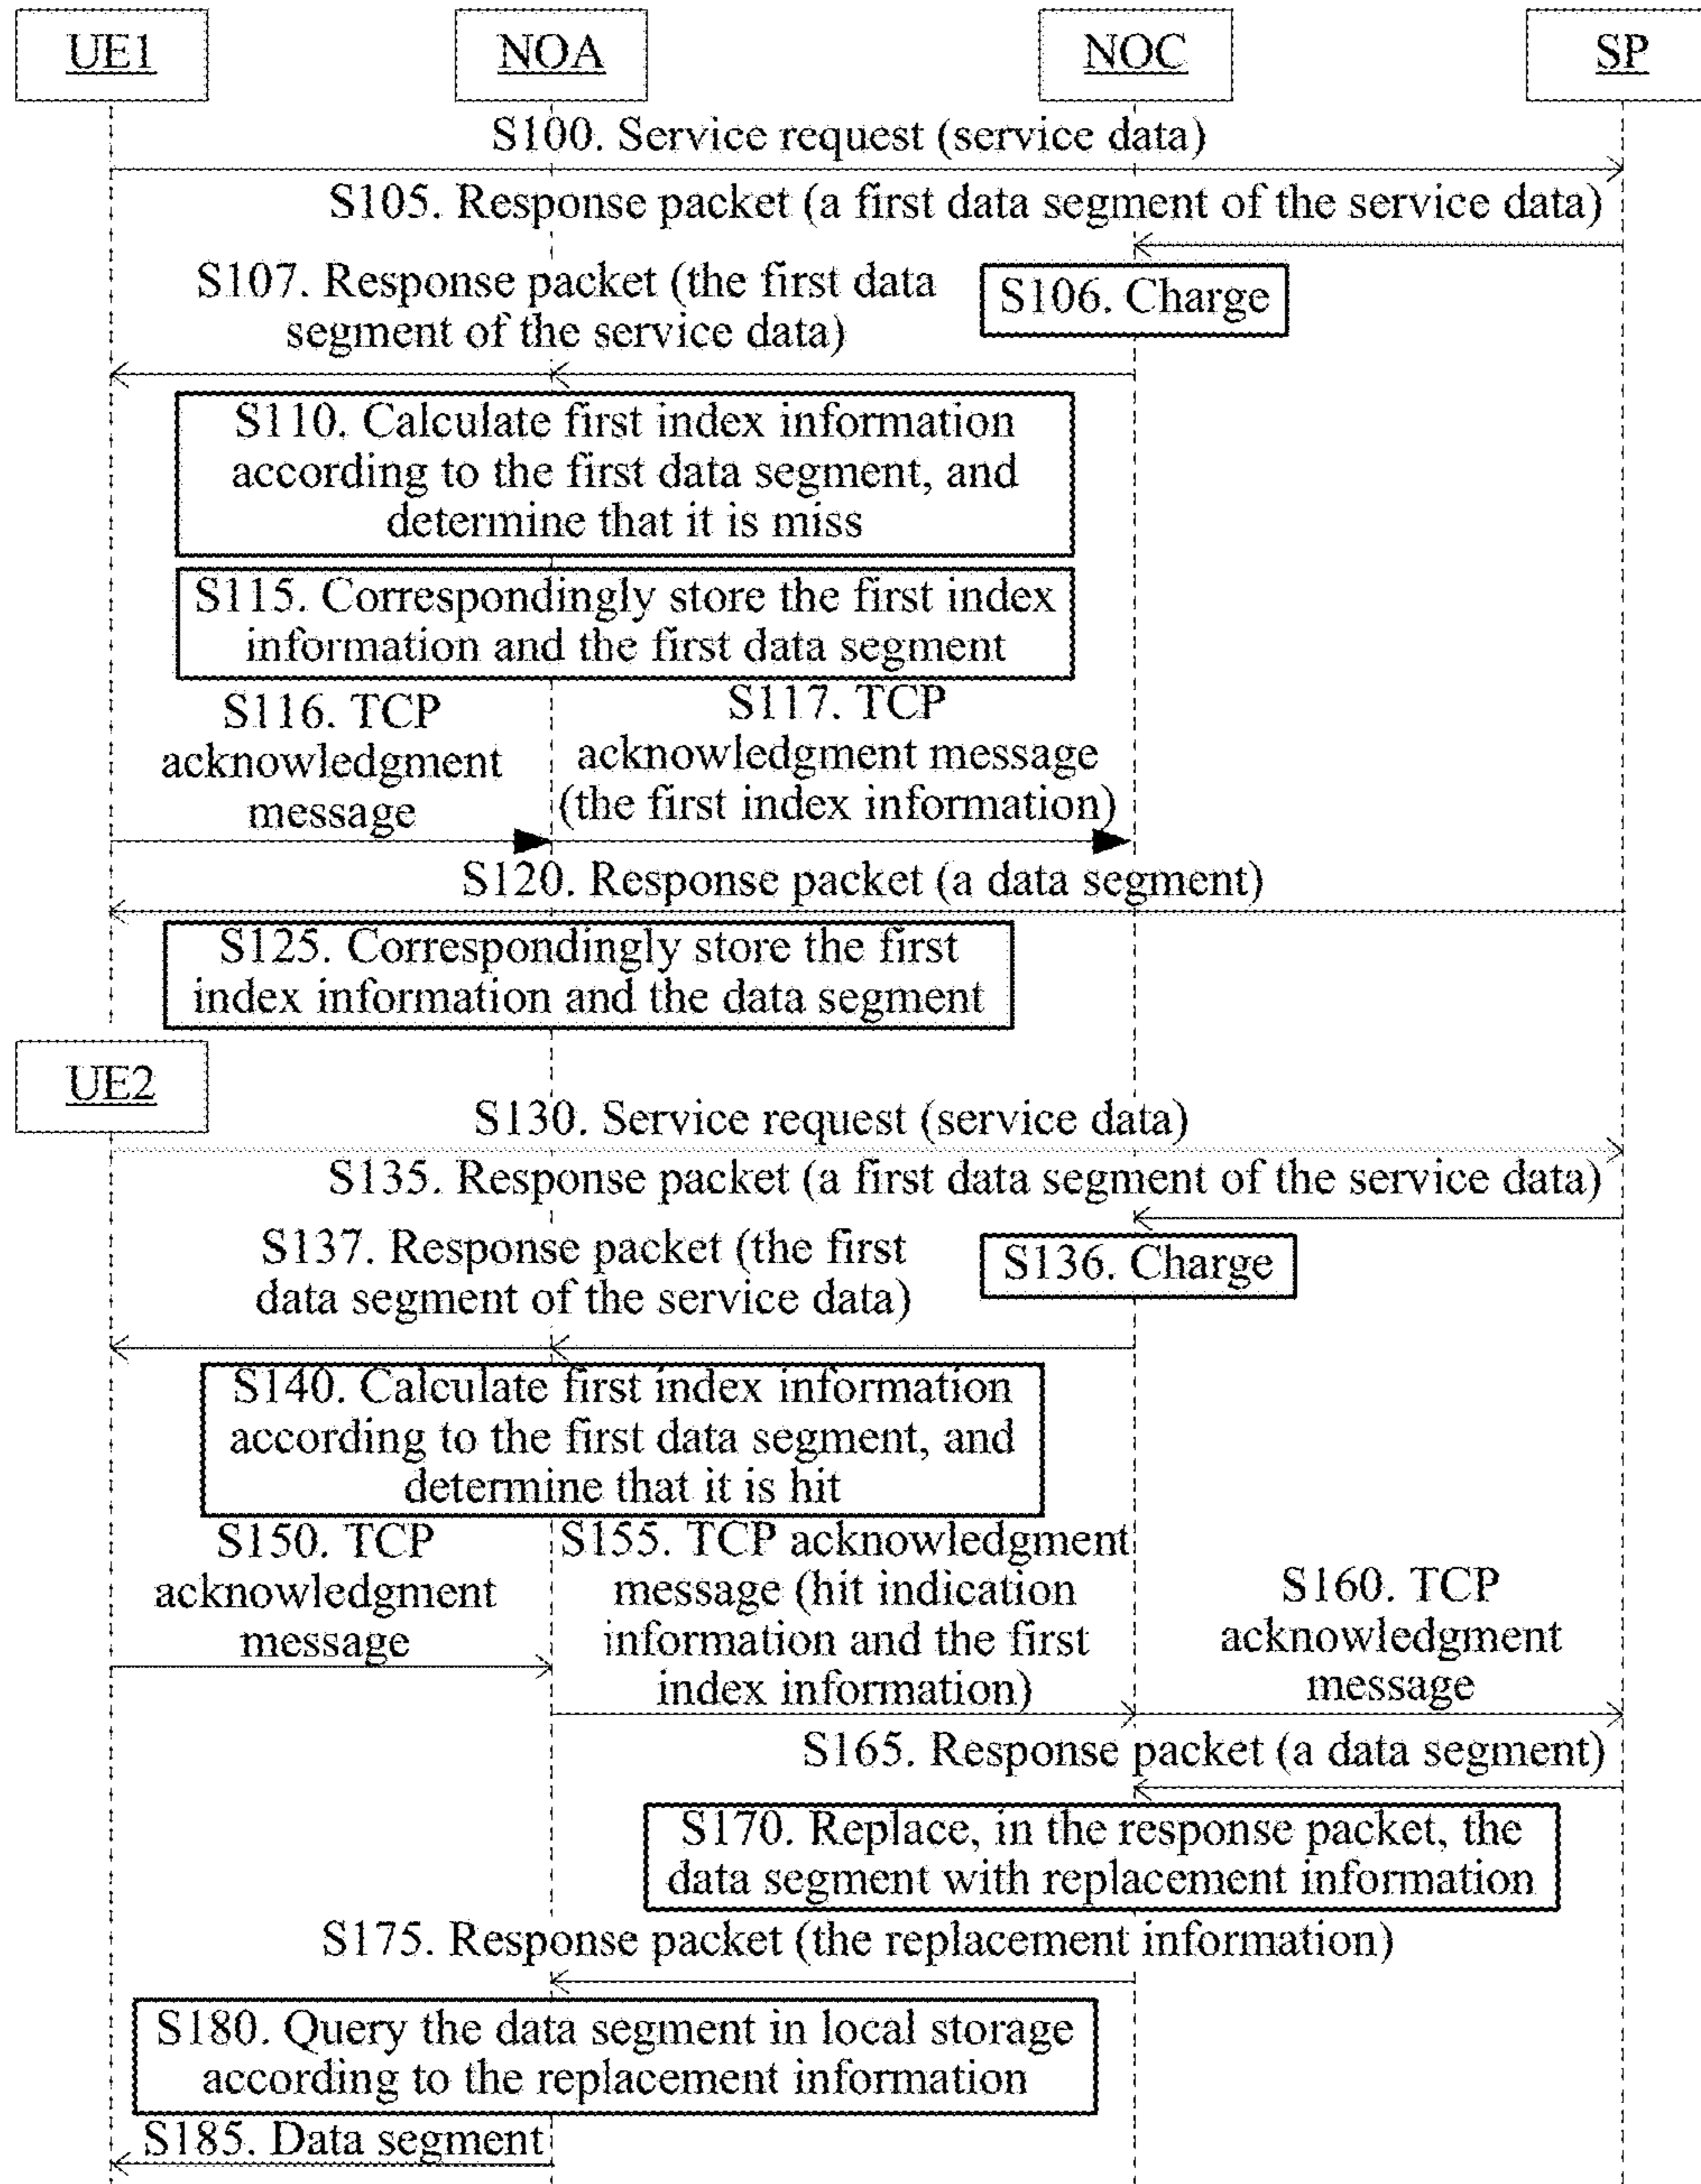 UE1
NOA
NOC
SP
S100. Service request (service data)
S105. Response packet (a first data segment of the service data)
S107. Response packet (the first data
segment of the service data)
S106. Charge
S110. Calculate first index information
according to the first data segment, and
determine that it is miss
S115. Correspondingly store the first index
information and the first data segment
S116. TCP
acknowledgment
message
S117. TCP
acknowledgment message
(the first index information)
S120. Response packet (a data segment)
S125. Correspondingly store the first
index information and the data segment
UE2
S130. Service request (service data)
S135. Response packet (a first data segment of the service data)
S137. Response packet (the first
data segment of the service data)
S136. Charge
S140. Calculate first index information
according to the first data segment, and
determine that it is hit
S150. TCP
acknowledgment
message
S155. TCP acknowledgment
message (hit indication
information and the first
index information)
S160. TCP
acknowledgment
message
S165. Response packet (a data segment)
S170. Replace, in the response packet, the
data segment with replacement information
S175. Response packet (the replacement information)
S180. Query the data segment in local storage
according to the replacement information
S185. Data segment